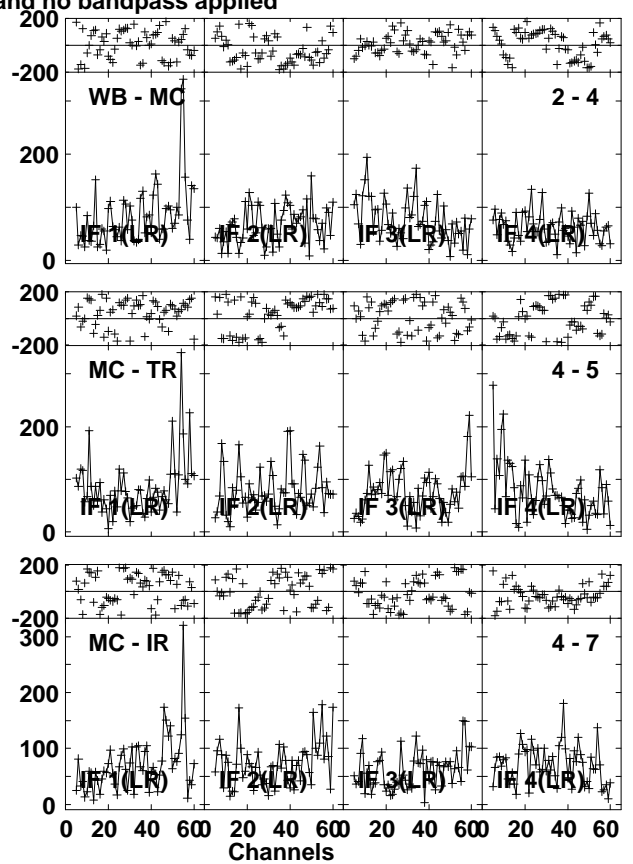 and no bandpass applied
200
-200
WB - MC
2 - 4
200
0
IF 1(LR)
IF 2(LR)
IF 3(LR)
IF 4(LR)
200
-200
MC - TR
4 - 5
200
0
IF 1(LR)
IF 2(LR)
IF 3(LR)
IF 4(LR)
200
-200
300
MC - IR
4 - 7
200
100
0
IF 1(LR)
IF 2(LR)
IF 3(LR)
IF 4(LR)
0 20 40 60 0 20 40 60 0 20 40 60 0 20 40 60
Channels